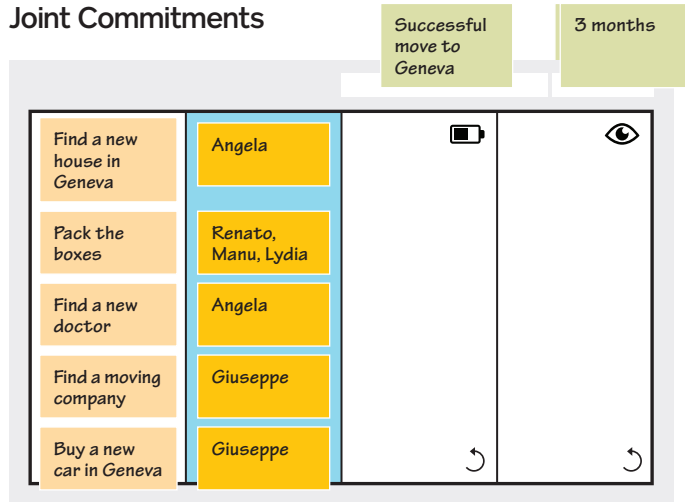 Joint Commitments
Successful
move to
Geneva
3 months
Find a new
house in
Geneva
Angela
Pack the
boxes
Renato,
Manu, Lydia
Find a new
doctor
Angela
Find a moving
company
Giuseppe
Buy a new
car in Geneva
Giuseppe